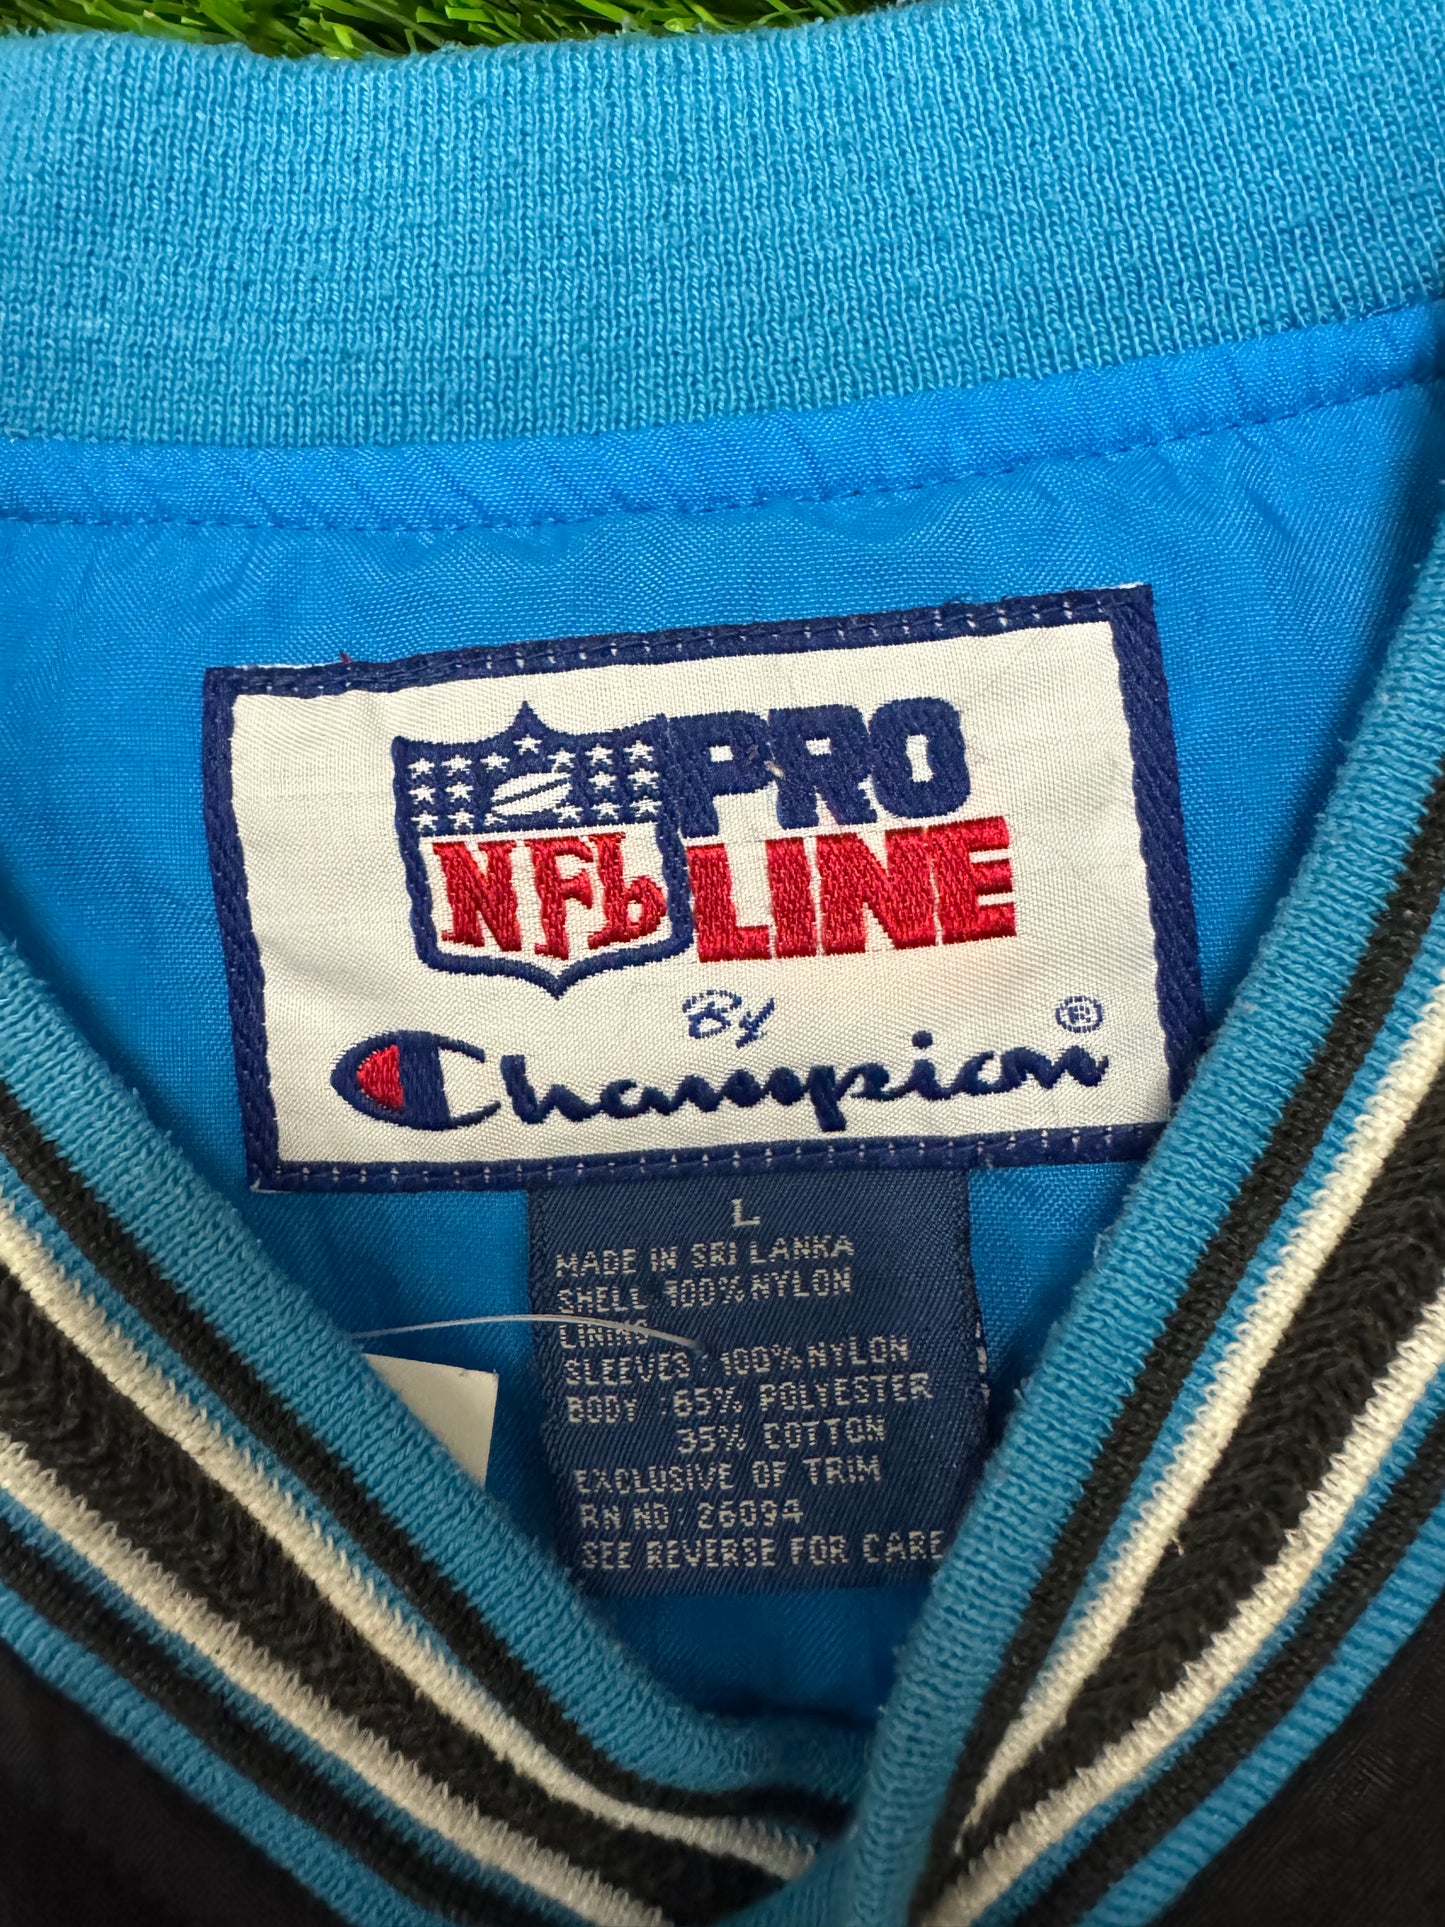 PRO
NFL LINE
By
Champion ®
L
MADE IN SRI LANKA
SHELL 100% NYLON
LINING
SLEEVES : 100% NYLON
BODY : 65% POLYESTER
35% COTTON
EXCLUSIVE OF TRIM
RN NO : 26094
SEE REVERSE FOR CARE